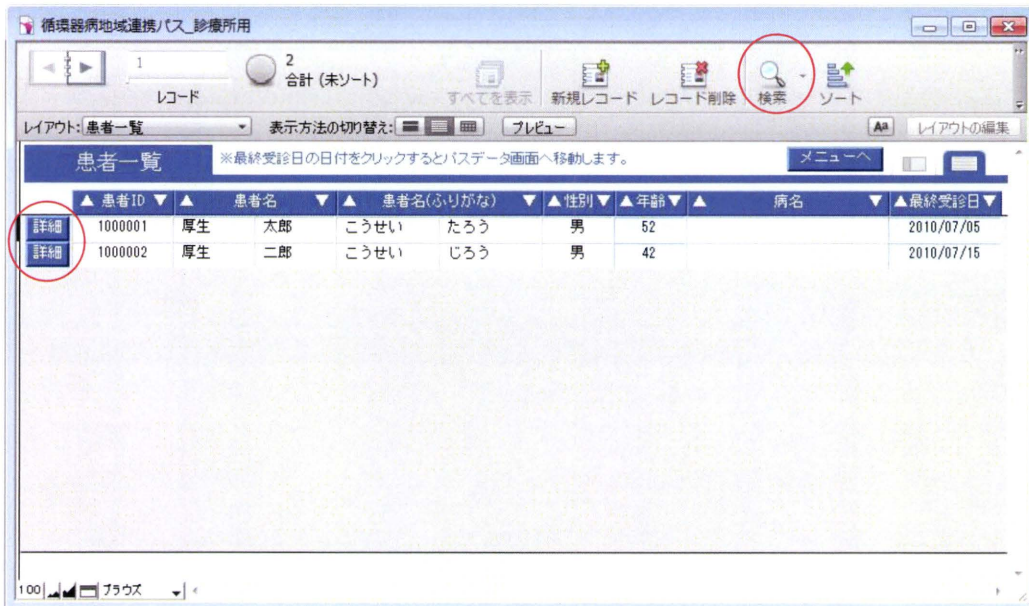 循環器病地域連携パス_診療所用
1
レコード
2
合計 (未ソート)
すべてを表示
新規レコード
レコード削除
検索
ソート
レイアウト: 患者一覧
表示方法の切り替え:
プレビュー
Aa
レイアウトの編集
患者一覧
※最終受診日の日付をクリックするとパスデータ画面へ移動します。
メニューへ
▲ 患者ID ▼ ▲ 患者名 ▼ ▲ 患者名(ふりがな) ▼ ▲性別▼ ▲年齢▼ ▲ 病名 ▼ ▲最終受診日▼
詳細 1000001 厚生 太郎 こうせい たろう 男 52 2010/07/05
詳細 1000002 厚生 二郎 こうせい じろう 男 42 2010/07/15
100 ブラウズ